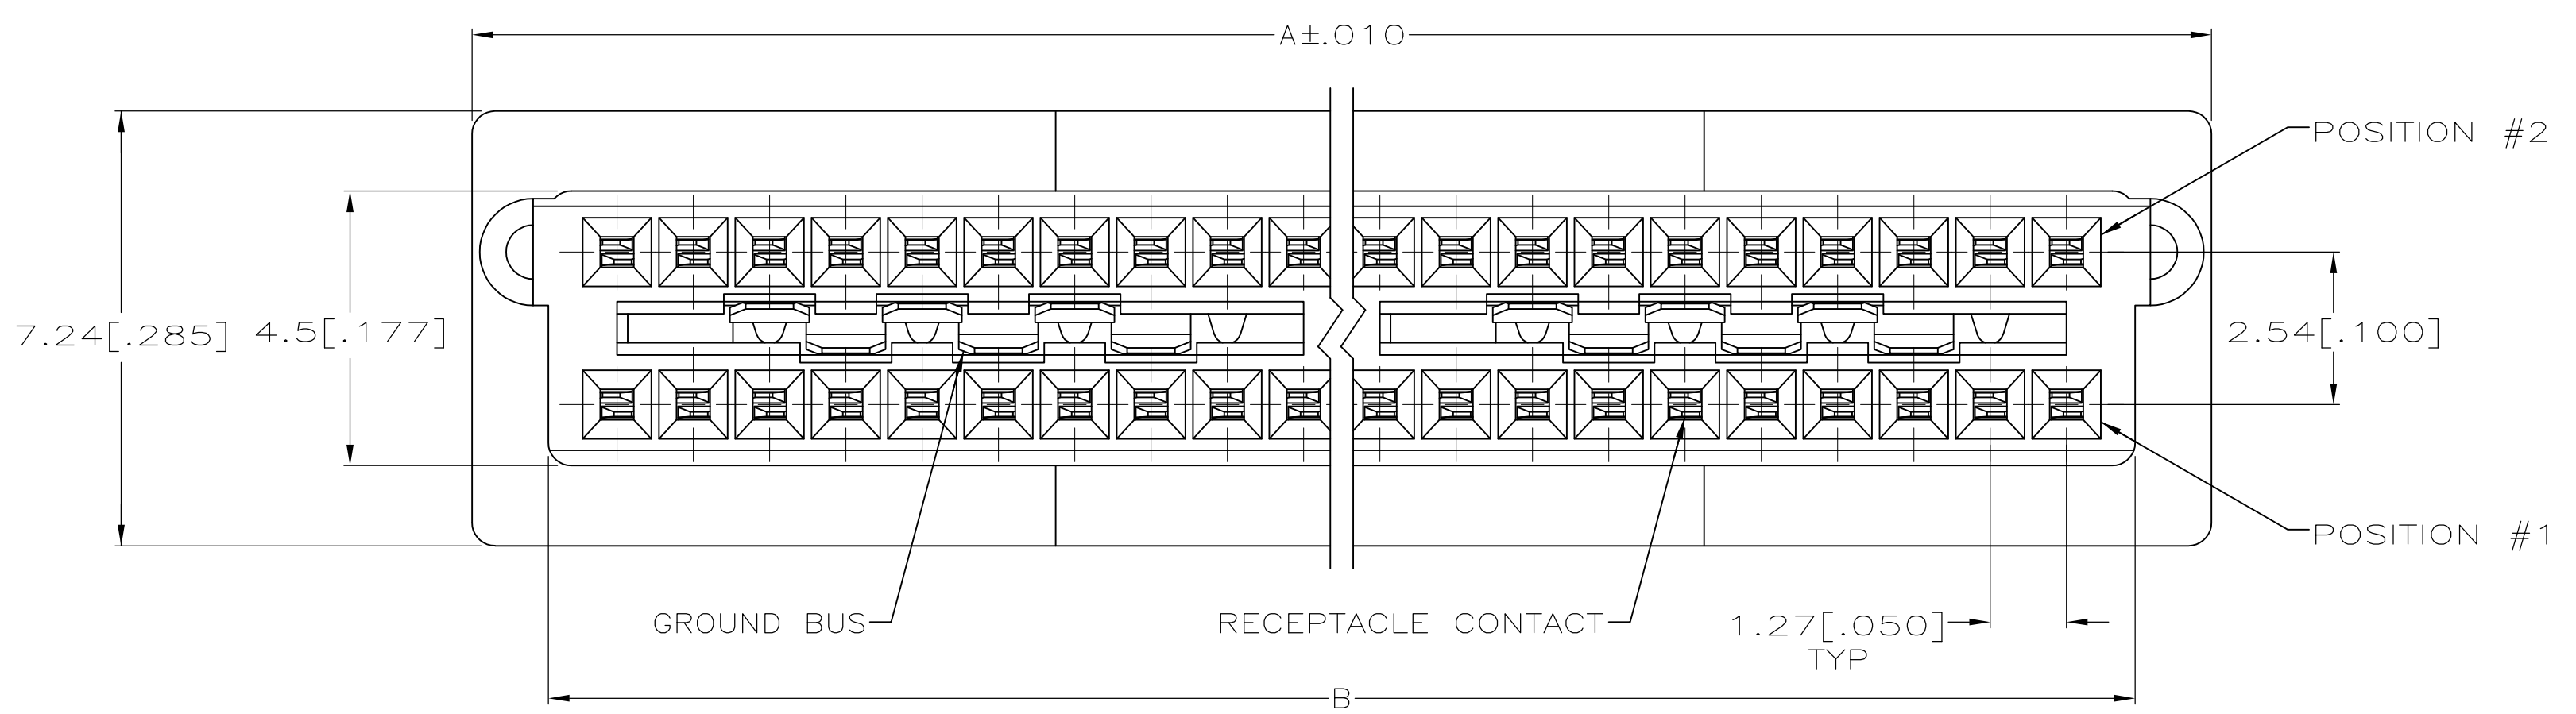 A±.010
POSITION #2
7.24[.285]
4.5[.177]
2.54[.100]
POSITION #1
GROUND BUS
RECEPTACLE CONTACT
1.27[.050]
TYP
B